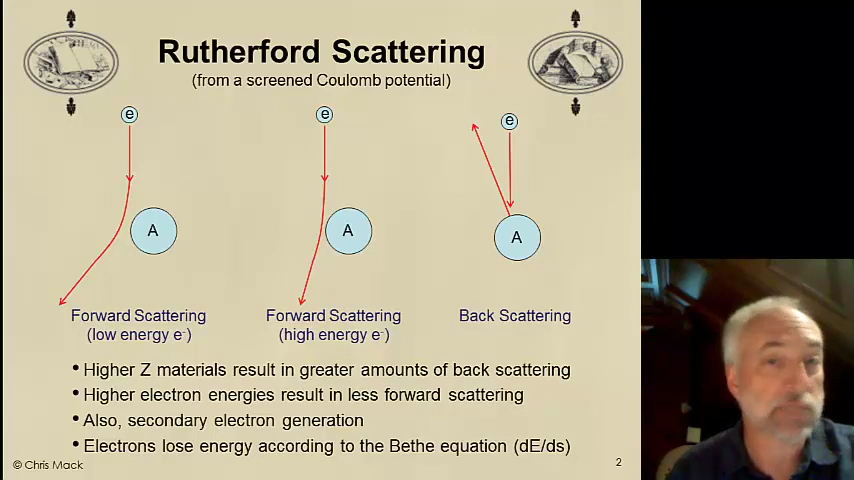 Rutherford Scattering
(from a screened Coulomb potential)
e
e
e
A
A
A
Forward Scattering
(low energy e⁻)
Forward Scattering
(high energy e⁻)
Back Scattering
• Higher Z materials result in greater amounts of back scattering
• Higher electron energies result in less forward scattering
• Also, secondary electron generation
• Electrons lose energy according to the Bethe equation (dE/ds)
© Chris Mack
2